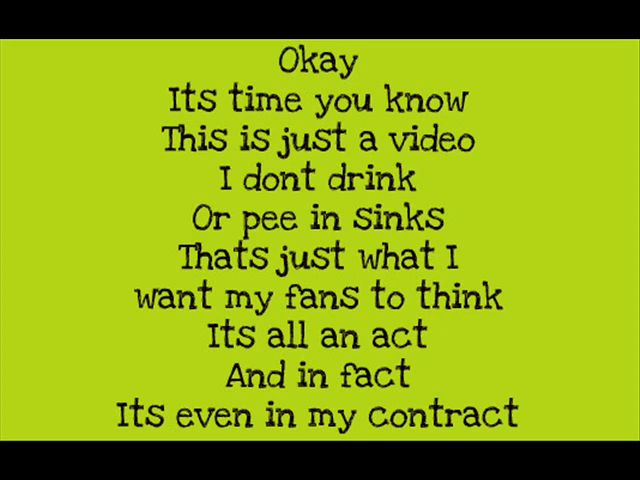 Okay
Its time you know
This is just a video
I dont drink
Or pee in sinks
Thats just what I
want my fans to think
Its all an act
And in fact
Its even in my contract